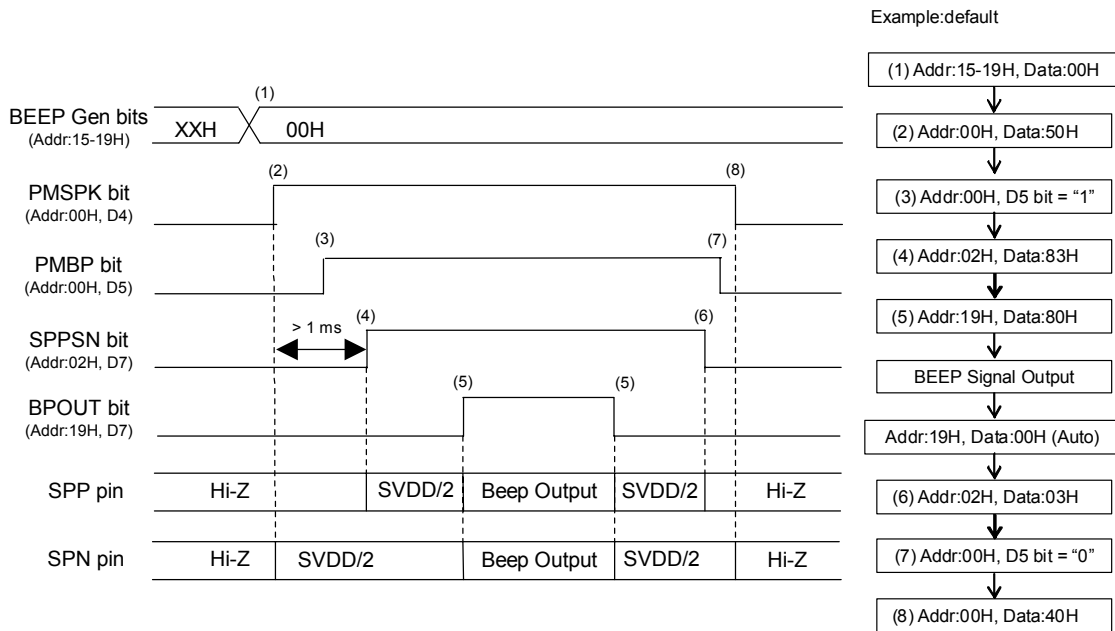 Example:default
(1) Addr:15-19H, Data:00H
(2) Addr:00H, Data:50H
(3) Addr:00H, D5 bit = “1”
(4) Addr:02H, Data:83H
(5) Addr:19H, Data:80H
BEEP Signal Output
Addr:19H, Data:00H (Auto)
(6) Addr:02H, Data:03H
(7) Addr:00H, D5 bit = “0”
(8) Addr:00H, Data:40H
(1)
BEEP Gen bits
(Addr:15-19H)
XXH 00H
(2) (8)
PMSPK bit
(Addr:00H, D4)
(3) (7)
PMBP bit
(Addr:00H, D5)
> 1 ms (4) (6)
SPPSN bit
(Addr:02H, D7)
(5) (5)
BPOUT bit
(Addr:19H, D7)
SPP pin Hi-Z SVDD/2 Beep Output SVDD/2 Hi-Z
SPN pin Hi-Z SVDD/2 Beep Output SVDD/2 Hi-Z